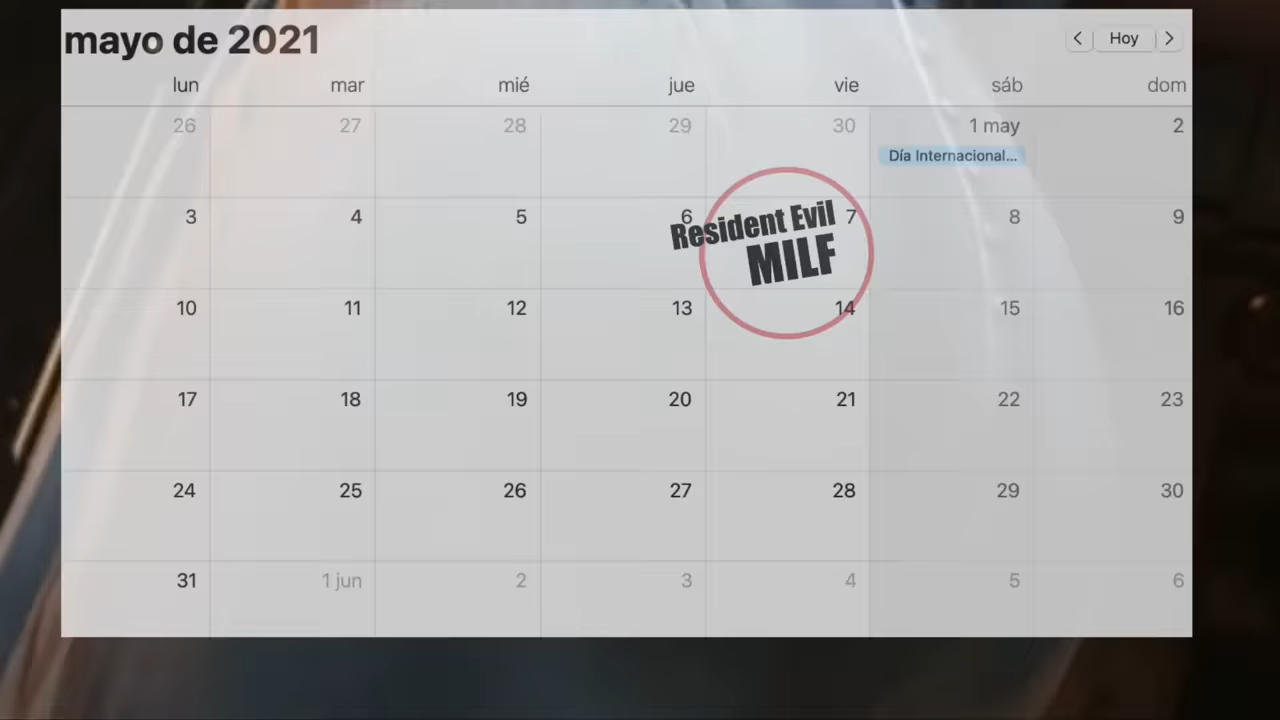 mayo de 2021
< Hoy >
lun mar mié jue vie sáb dom
26 27 28 29 30 1 may 2
Día Internacional...
3 4 5 6 7 8 9
Resident Evil
MILF
10 11 12 13 14 15 16
17 18 19 20 21 22 23
24 25 26 27 28 29 30
31 1 jun 2 3 4 5 6